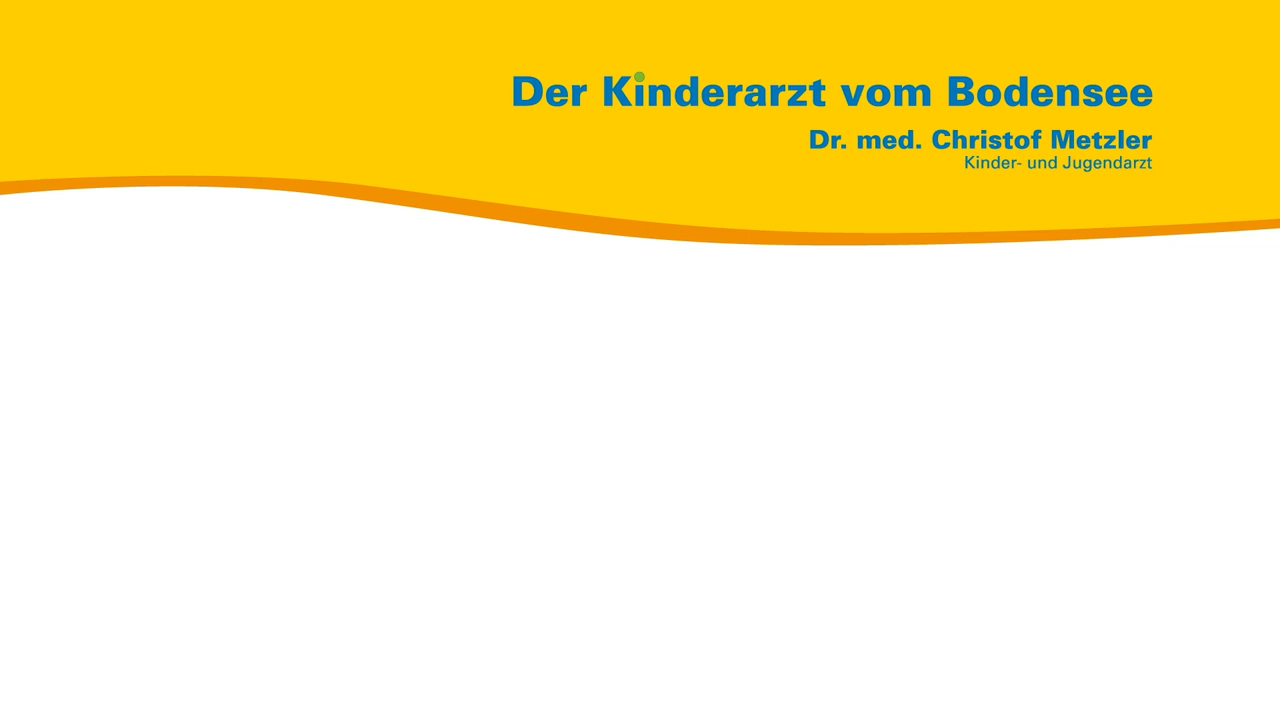 Der Kinderarzt vom Bodensee
Dr. med. Christof Metzler
Kinder- und Jugendarzt